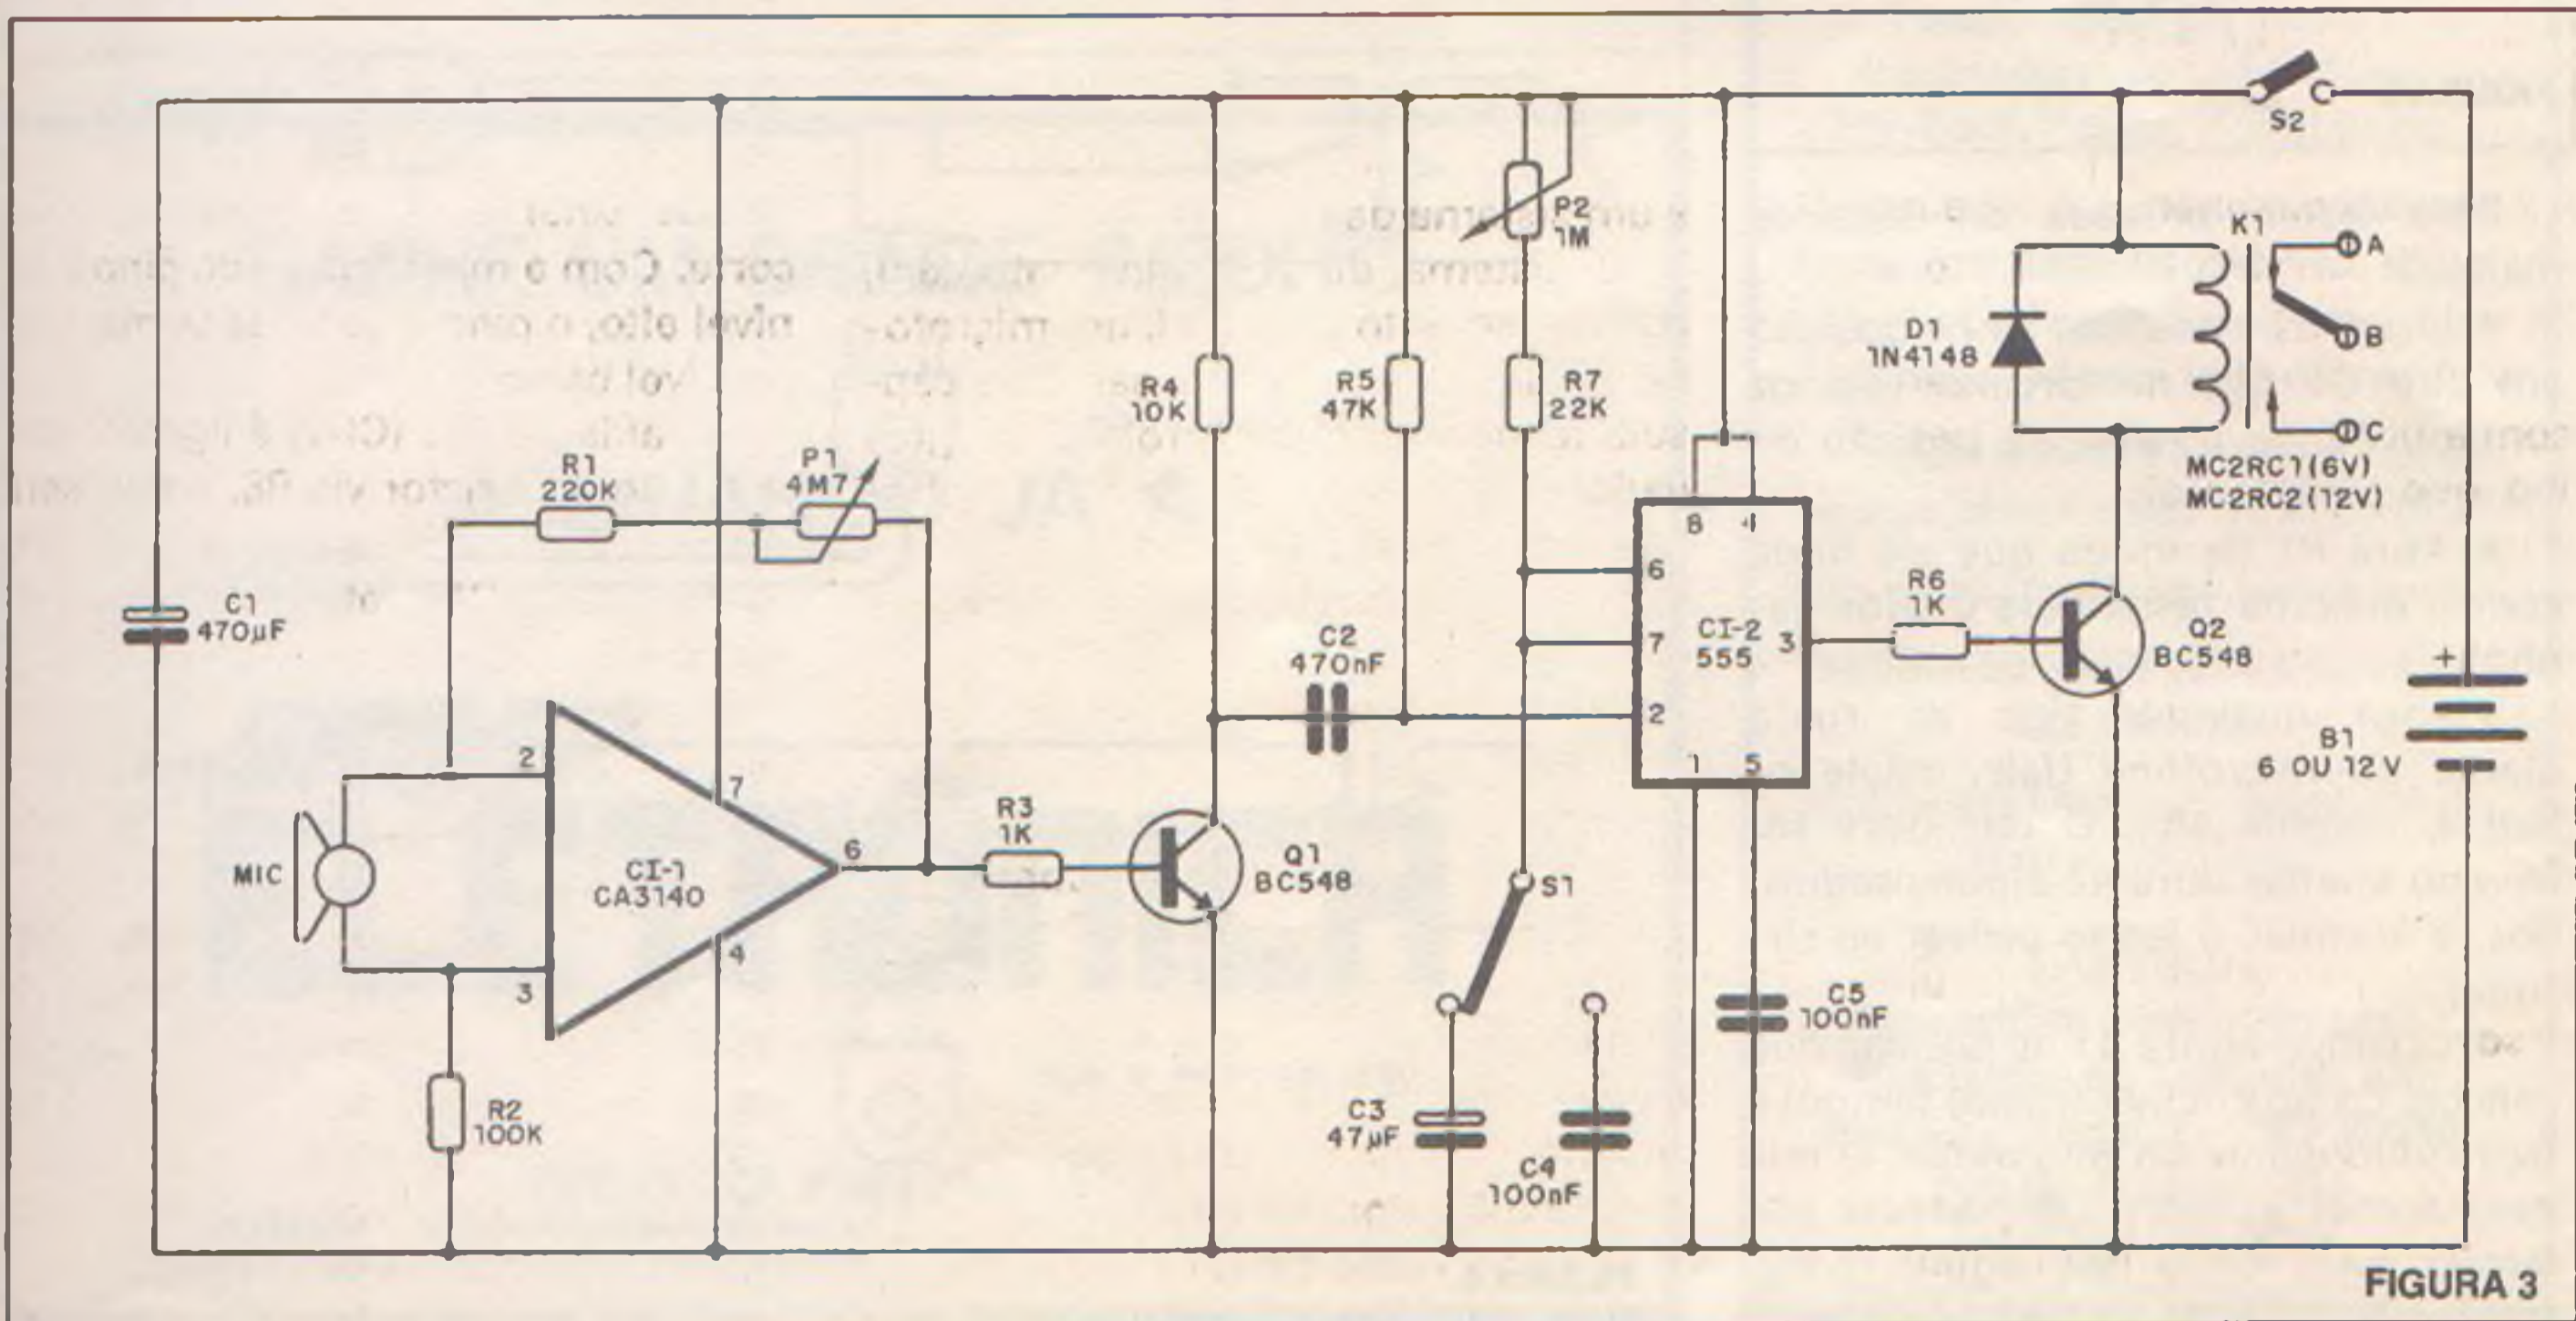 S2
P2
1M
K1
A
B
C
D1
1N4148
MC2RC1(6V)
MC2RC2(12V)
R4
10K
R5
47K
R7
22K
R1
220K
P1
4M7
8 4
6
7
2
1 5
CI-2
555
3
R6
1K
Q2
BC548
C1
470µF
C2
470nF
+
B1
6 OU 12V
2
7
6
4
3
MIC
CI-1
CA3140
R3
1K
Q1
BC548
S1
R2
100K
C3
47µF
C4
100nF
C5
100nF
FIGURA 3